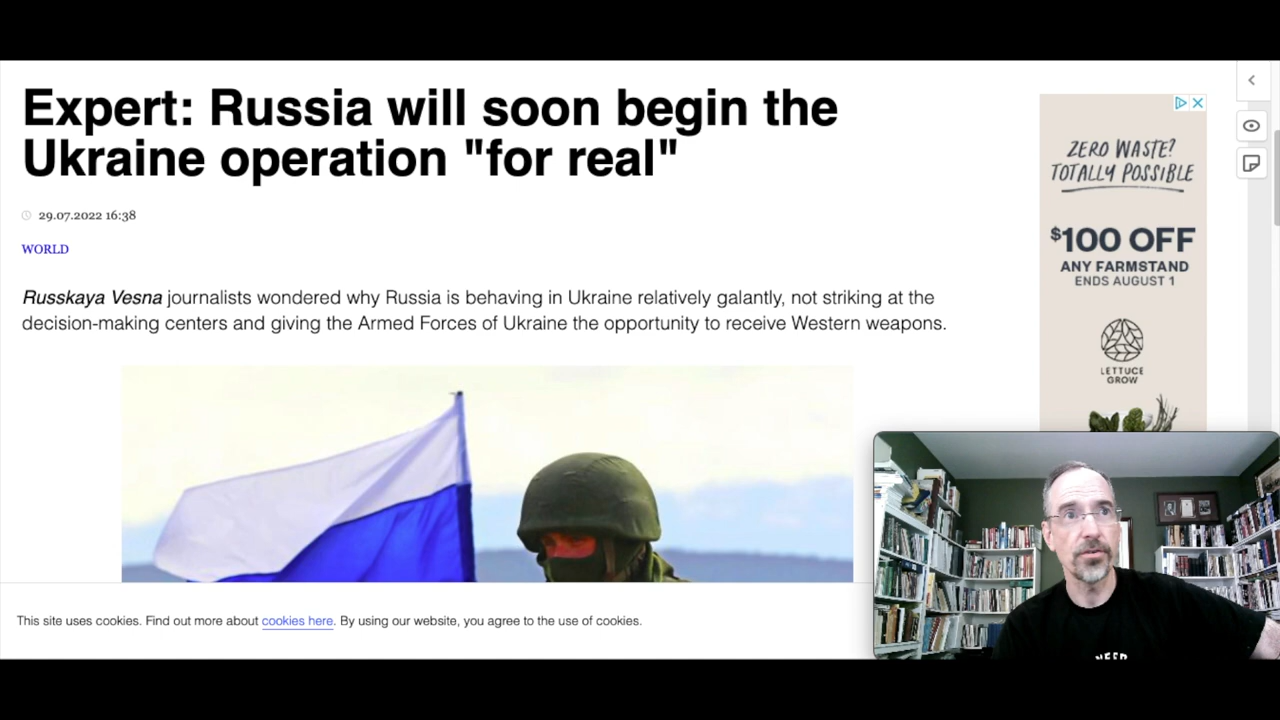 Expert: Russia will soon begin the
Ukraine operation "for real"
29.07.2022 16:38
WORLD
Russkaya Vesna journalists wondered why Russia is behaving in Ukraine relatively galantly, not striking at the
decision-making centers and giving the Armed Forces of Ukraine the opportunity to receive Western weapons.
ZERO WASTE?
TOTALLY POSSIBLE
$100 OFF
ANY FARMSTAND
ENDS AUGUST 1
LETTUCE
GROW
This site uses cookies. Find out more about cookies here. By using our website, you agree to the use of cookies.